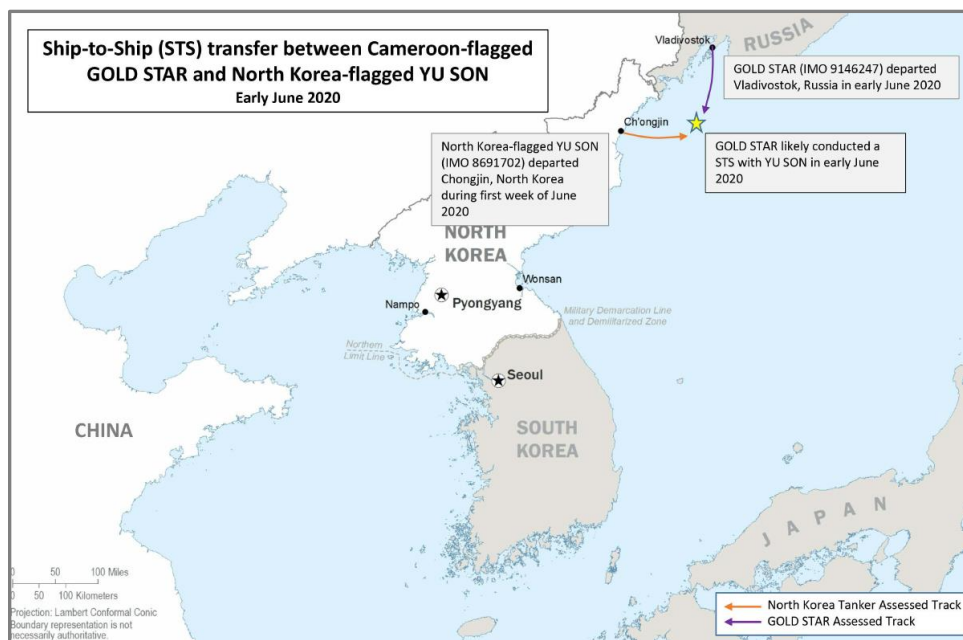 Ship-to-Ship (STS) transfer between Cameroon-flagged
GOLD STAR and North Korea-flagged YU SON
Early June 2020
Vladivostok
RUSSIA
GOLD STAR (IMO 9146247) departed
Vladivostok, Russia in early June 2020
Ch'ongjin
North Korea-flagged YU SON
(IMO 8691702) departed
Chongjin, North Korea
during first week of June
2020
GOLD STAR likely conducted a
STS with YU SON in early June
2020
NORTH
KOREA
Wonsan
Nampo
Pyongyang
Military Demarcation Line
and Demilitarized Zone
Northern
Limit Line
Seoul
CHINA
SOUTH
KOREA
JAPAN
0 50 100 Miles
0 50 100 Kilometers
Projection: Lambert Conformal Conic
Boundary representation is not
necessarily authoritative.
North Korea Tanker Assessed Track
GOLD STAR Assessed Track